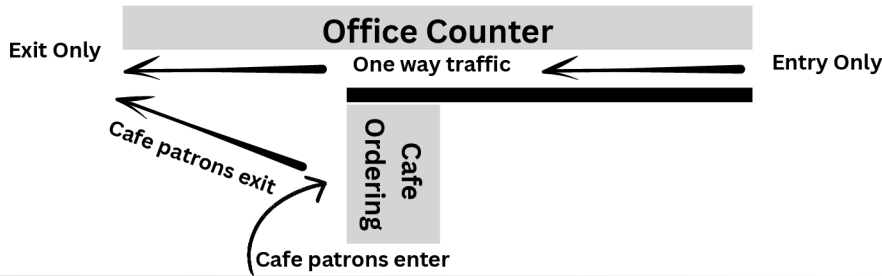 Office Counter
Exit Only
One way traffic
Entry Only
Cafe patrons exit
Cafe
Ordering
Cafe patrons enter